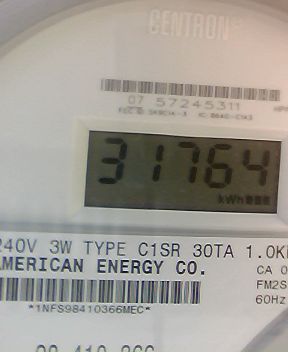 CENTRON
07 57245311
31764
kWh
240V 3W TYPE C1SR 30TA 1.0K
AMERICAN ENERGY CO.
CA 0
FM2S
60Hz
*1NFS98410366MEC*